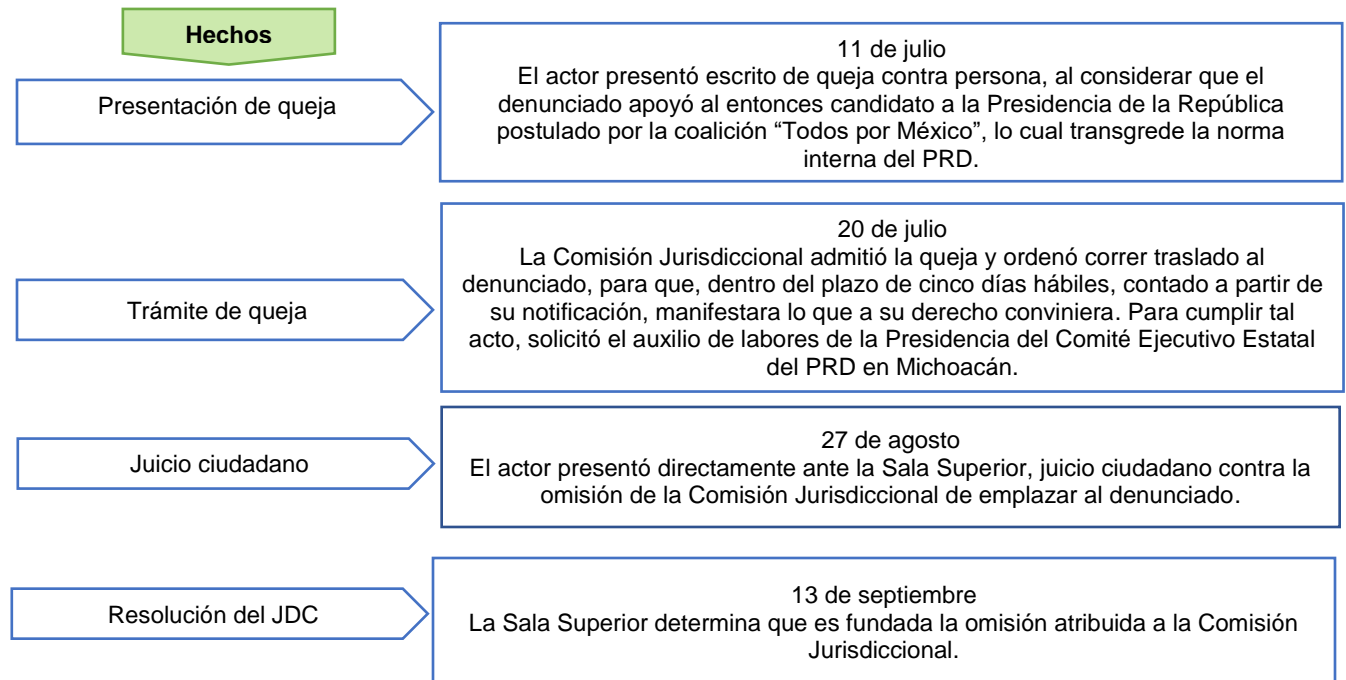 Hechos
Presentación de queja
11 de julio
El actor presentó escrito de queja contra persona, al considerar que el
denunciado apoyó al entonces candidato a la Presidencia de la República
postulado por la coalición “Todos por México”, lo cual transgrede la norma
interna del PRD.
Trámite de queja
20 de julio
La Comisión Jurisdiccional admitió la queja y ordenó correr traslado al
denunciado, para que, dentro del plazo de cinco días hábiles, contado a partir de
su notificación, manifestara lo que a su derecho conviniera. Para cumplir tal
acto, solicitó el auxilio de labores de la Presidencia del Comité Ejecutivo Estatal
del PRD en Michoacán.
Juicio ciudadano
27 de agosto
El actor presentó directamente ante la Sala Superior, juicio ciudadano contra la
omisión de la Comisión Jurisdiccional de emplazar al denunciado.
Resolución del JDC
13 de septiembre
La Sala Superior determina que es fundada la omisión atribuida a la Comisión
Jurisdiccional.